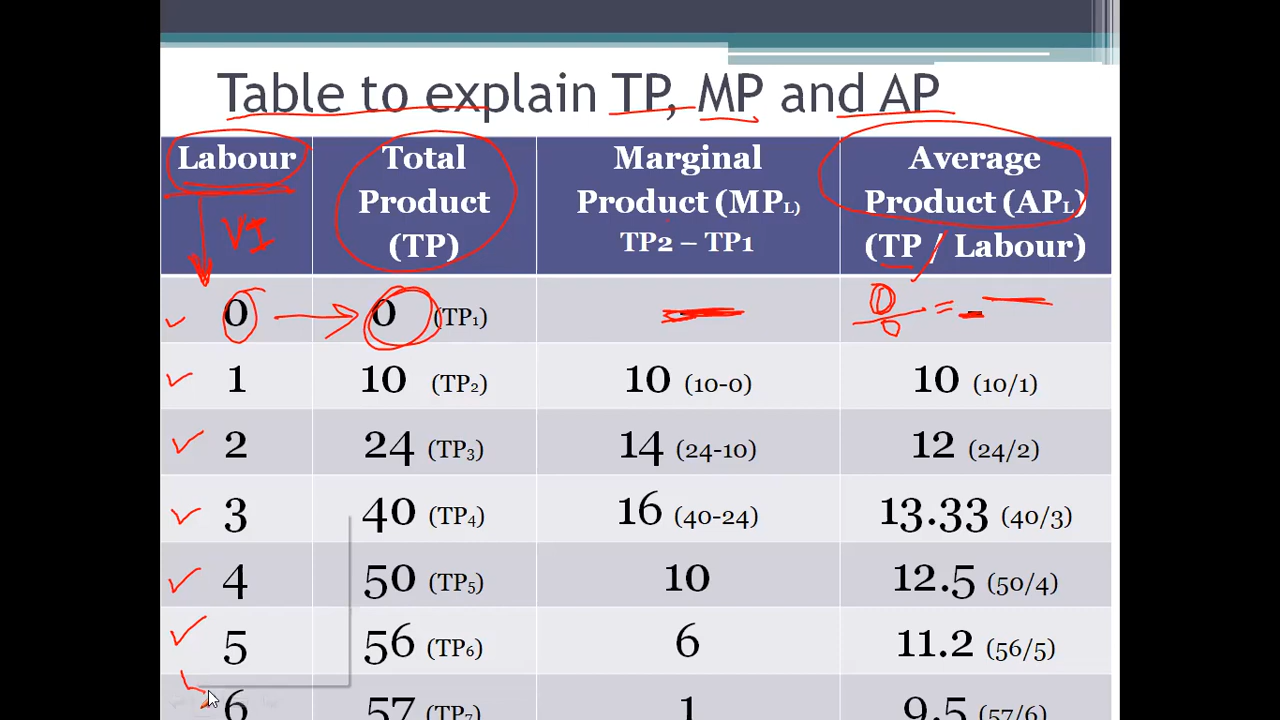 Table to explain TP, MP and AP
Labour Total Product (TP) Marginal Product (MPL) TP2 – TP1 Average Product (APL) (TP / Labour)
VI
0 0 (TP1) - 0/0 = -
1 10 (TP2) 10 (10-0) 10 (10/1)
2 24 (TP3) 14 (24-10) 12 (24/2)
3 40 (TP4) 16 (40-24) 13.33 (40/3)
4 50 (TP5) 10 12.5 (50/4)
5 56 (TP6) 6 11.2 (56/5)
6 57 (TP7) 1 9.5 (57/6)